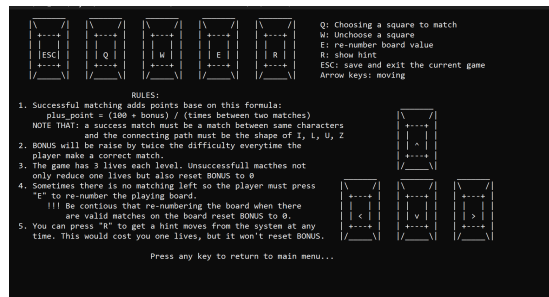 ESC
Q
W
E
R
Q: Choosing a square to match
W: Unchoose a square
E: re-number board value
R: show hint
ESC: save and exit the current game
Arrow keys: moving
RULES:
1. Successful matching adds points base on this formula:
plus_point = (100 + bonus) / (times between two matches)
NOTE THAT: a success match must be a match between same characters
and the connecting path must be the shape of I, L, U, Z
2. BONUS will be raise by twice the difficulty everytime the
player make a correct match.
3. The game has 3 lives each level. Unsuccessfull macthes not
only reduce one lives but also reset BONUS to 0
4. Sometimes there is no matching left so the player must press
"E" to re-number the playing board.
!!! Be contious that re-numbering the board when there
are valid matches on the board reset BONUS to 0.
5. You can press "R" to get a hint moves from the system at any
time. This would cost you one lives, but it won't reset BONUS.
^
< v >
Press any key to return to main menu...